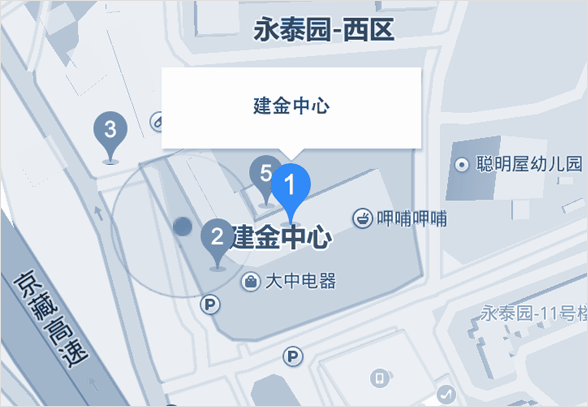 永泰园-西区
建金中心
3
5
1
聪明屋幼儿园
呷哺呷哺
2
建金中心
大中电器
京藏高速
P
永泰园-11号楼
P